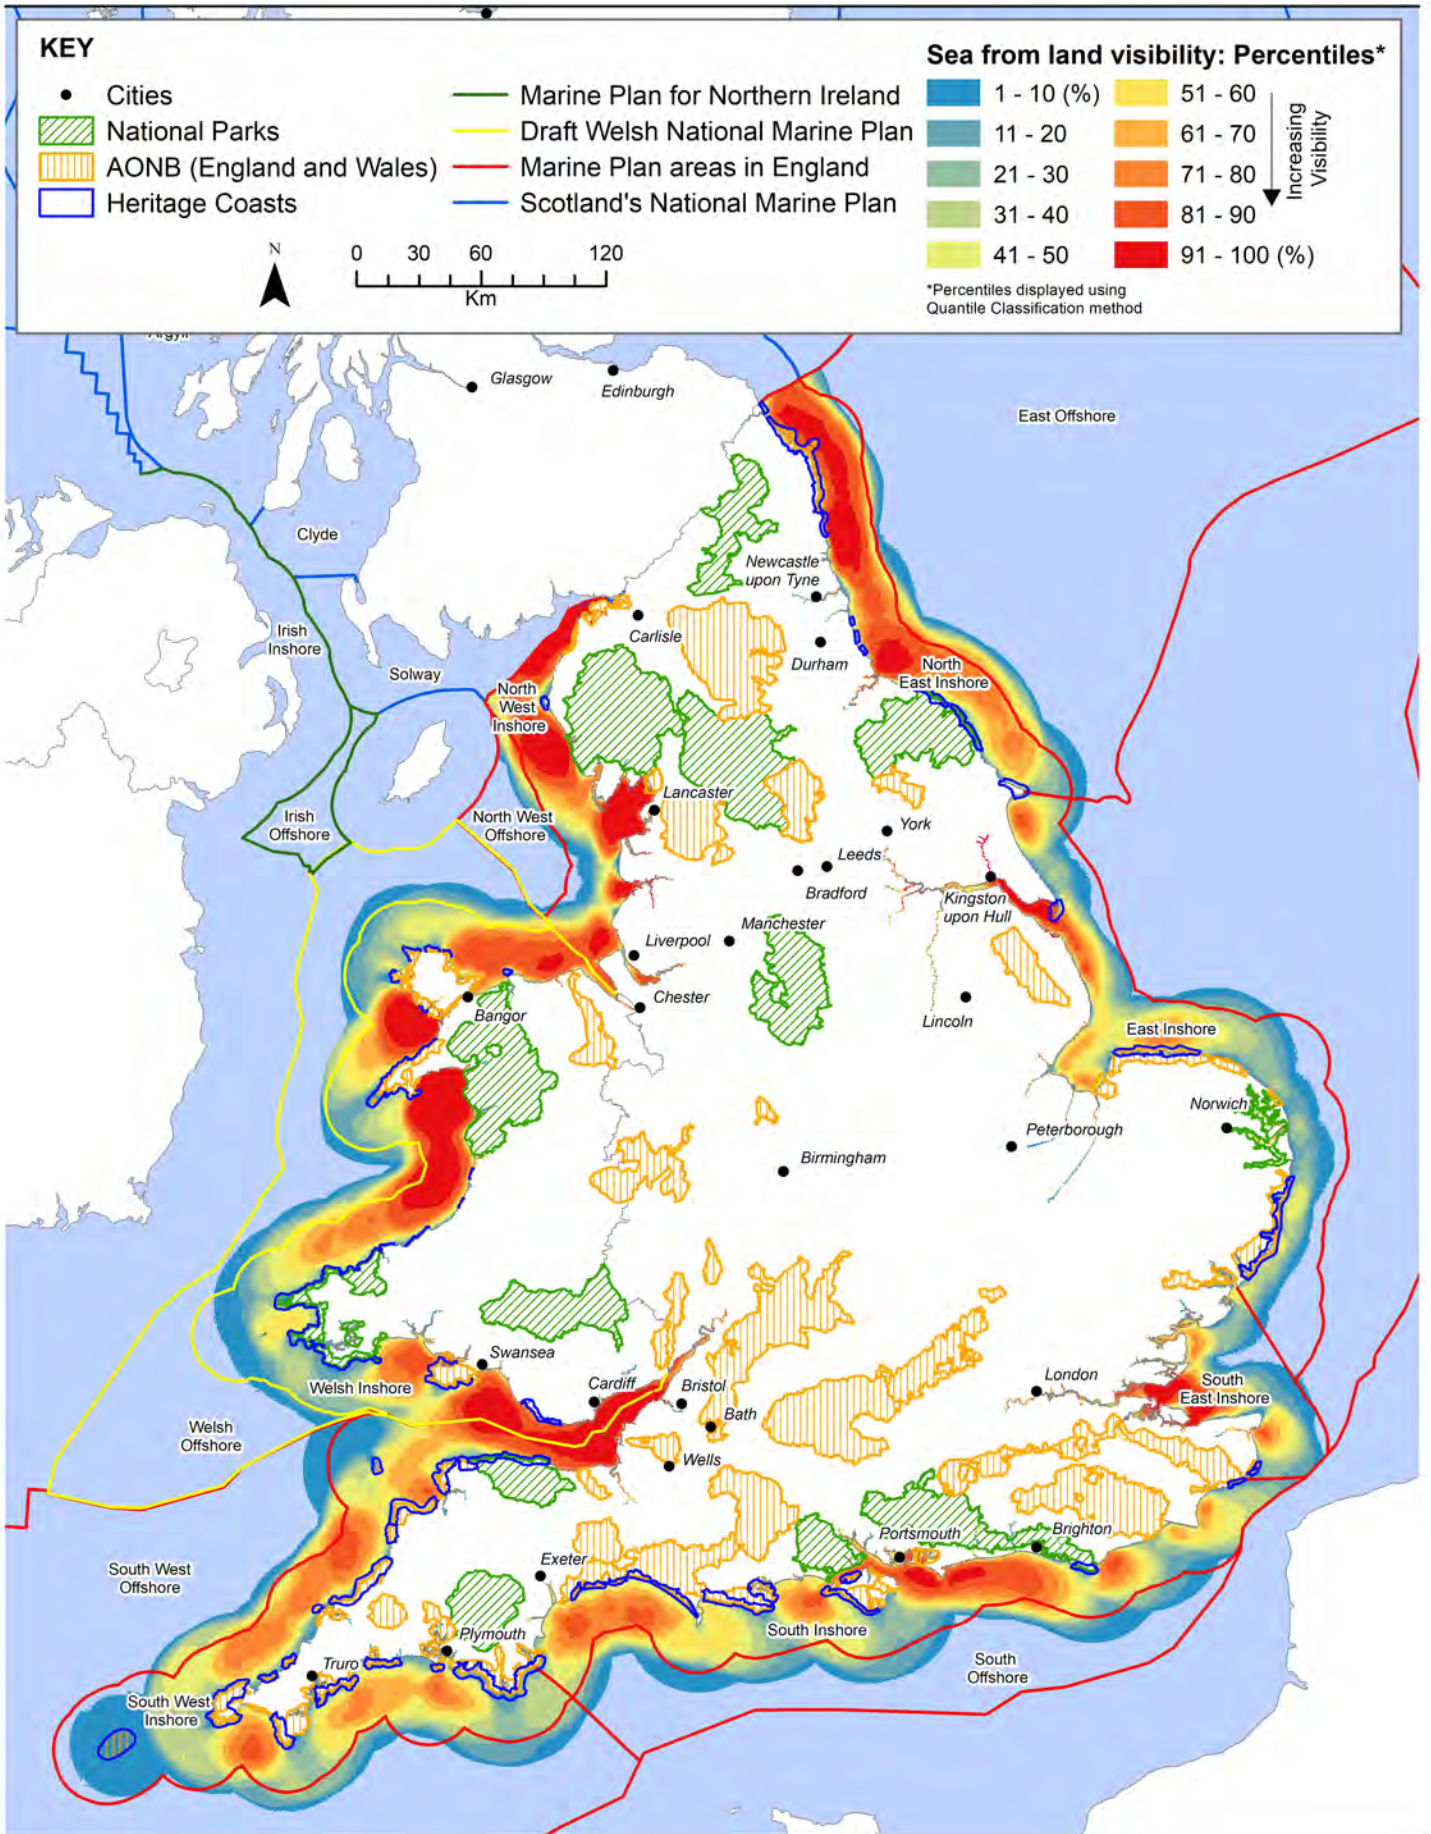 KEY
Cities
National Parks
AONB (England and Wales)
Heritage Coasts
Marine Plan for Northern Ireland
Draft Welsh National Marine Plan
Marine Plan areas in England
Scotland's National Marine Plan
N
0 30 60 120
Km
Sea from land visibility: Percentiles*
1 - 10 (%)
11 - 20
21 - 30
31 - 40
41 - 50
51 - 60
61 - 70
71 - 80
81 - 90
91 - 100 (%)
Increasing
Visibility
*Percentiles displayed using
Quantile Classification method
Argyll
Glasgow
Edinburgh
East Offshore
Clyde
Newcastle
upon Tyne
Irish
Inshore
Carlisle
Durham
Solway
North
East Inshore
North
West
Inshore
Lancaster
Irish
Offshore
North West
Offshore
York
Leeds
Bradford
Kingston
upon Hull
Manchester
Liverpool
Chester
Bangor
Lincoln
East Inshore
Norwich
Peterborough
Birmingham
Swansea
Welsh Inshore
Cardiff
Bristol
London
South
East Inshore
Bath
Welsh
Offshore
Wells
Portsmouth
Brighton
Exeter
South West
Offshore
Plymouth
South Inshore
Truro
South
Offshore
South West
Inshore